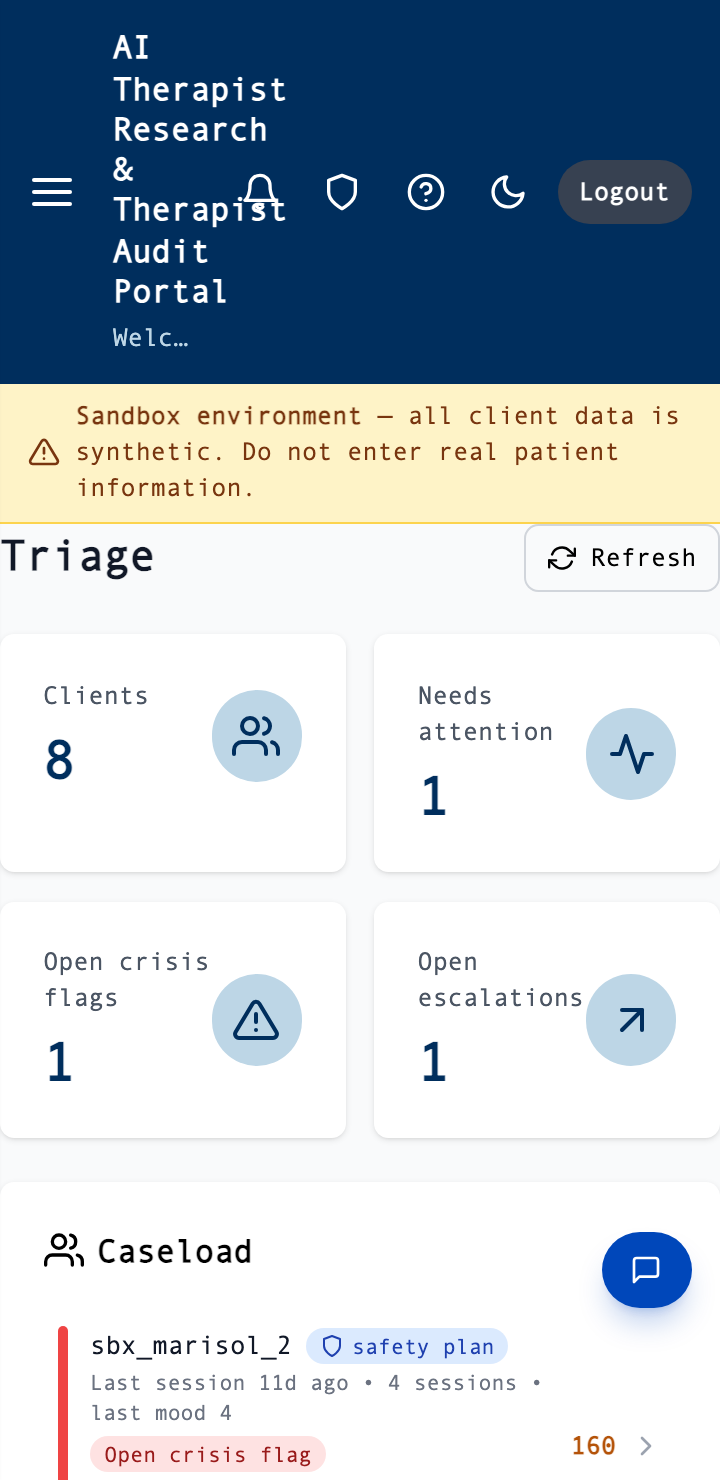 AI
Therapist
Research
&
Therapist
Audit
Portal
Welc…
Logout
Sandbox environment — all client data is
synthetic. Do not enter real patient
information.
Triage
Refresh
Clients
8
Needs
attention
1
Open crisis
flags
1
Open
escalations
1
Caseload
sbx_marisol_2
safety plan
Last session 11d ago • 4 sessions •
last mood 4
Open crisis flag
160